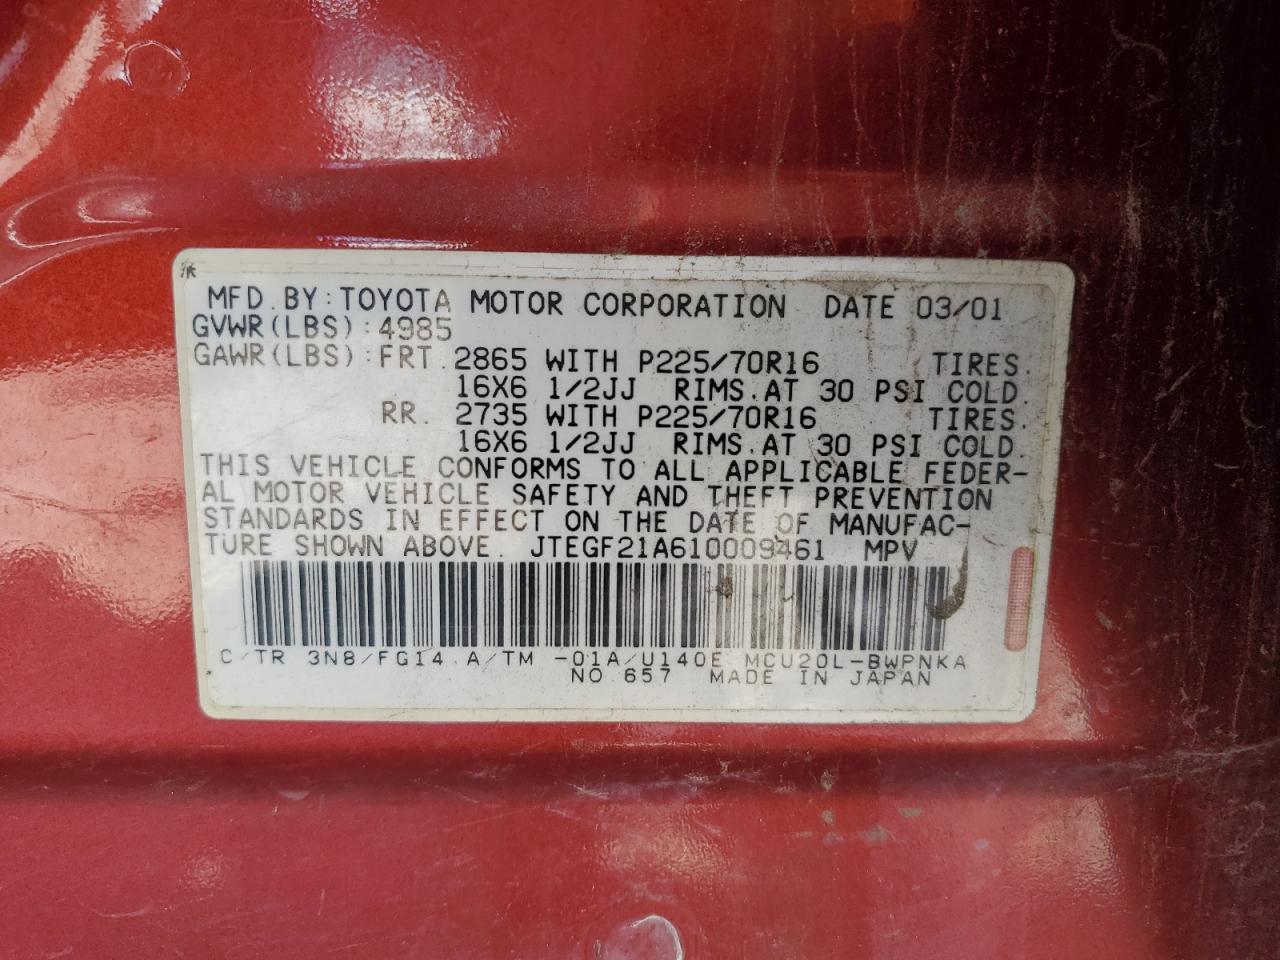 MFD. BY: TOYOTA MOTOR CORPORATION DATE 03/01
GVWR(LBS): 4985
GAWR(LBS): FRT. 2865 WITH P225/70R16 TIRES.
16X6 1/2JJ RIMS. AT 30 PSI COLD.
RR. 2735 WITH P225/70R16 TIRES.
16X6 1/2JJ RIMS. AT 30 PSI COLD.
THIS VEHICLE CONFORMS TO ALL APPLICABLE FEDER-
AL MOTOR VEHICLE SAFETY AND THEFT PREVENTION
STANDARDS IN EFFECT ON THE DATE OF MANUFAC-
TURE SHOWN ABOVE. JTEGF21A610009461 MPV
C/TR 3N8/FG14 A/TM -01A/U140E MCU20L-BWPNKA
NO.657 MADE IN JAPAN